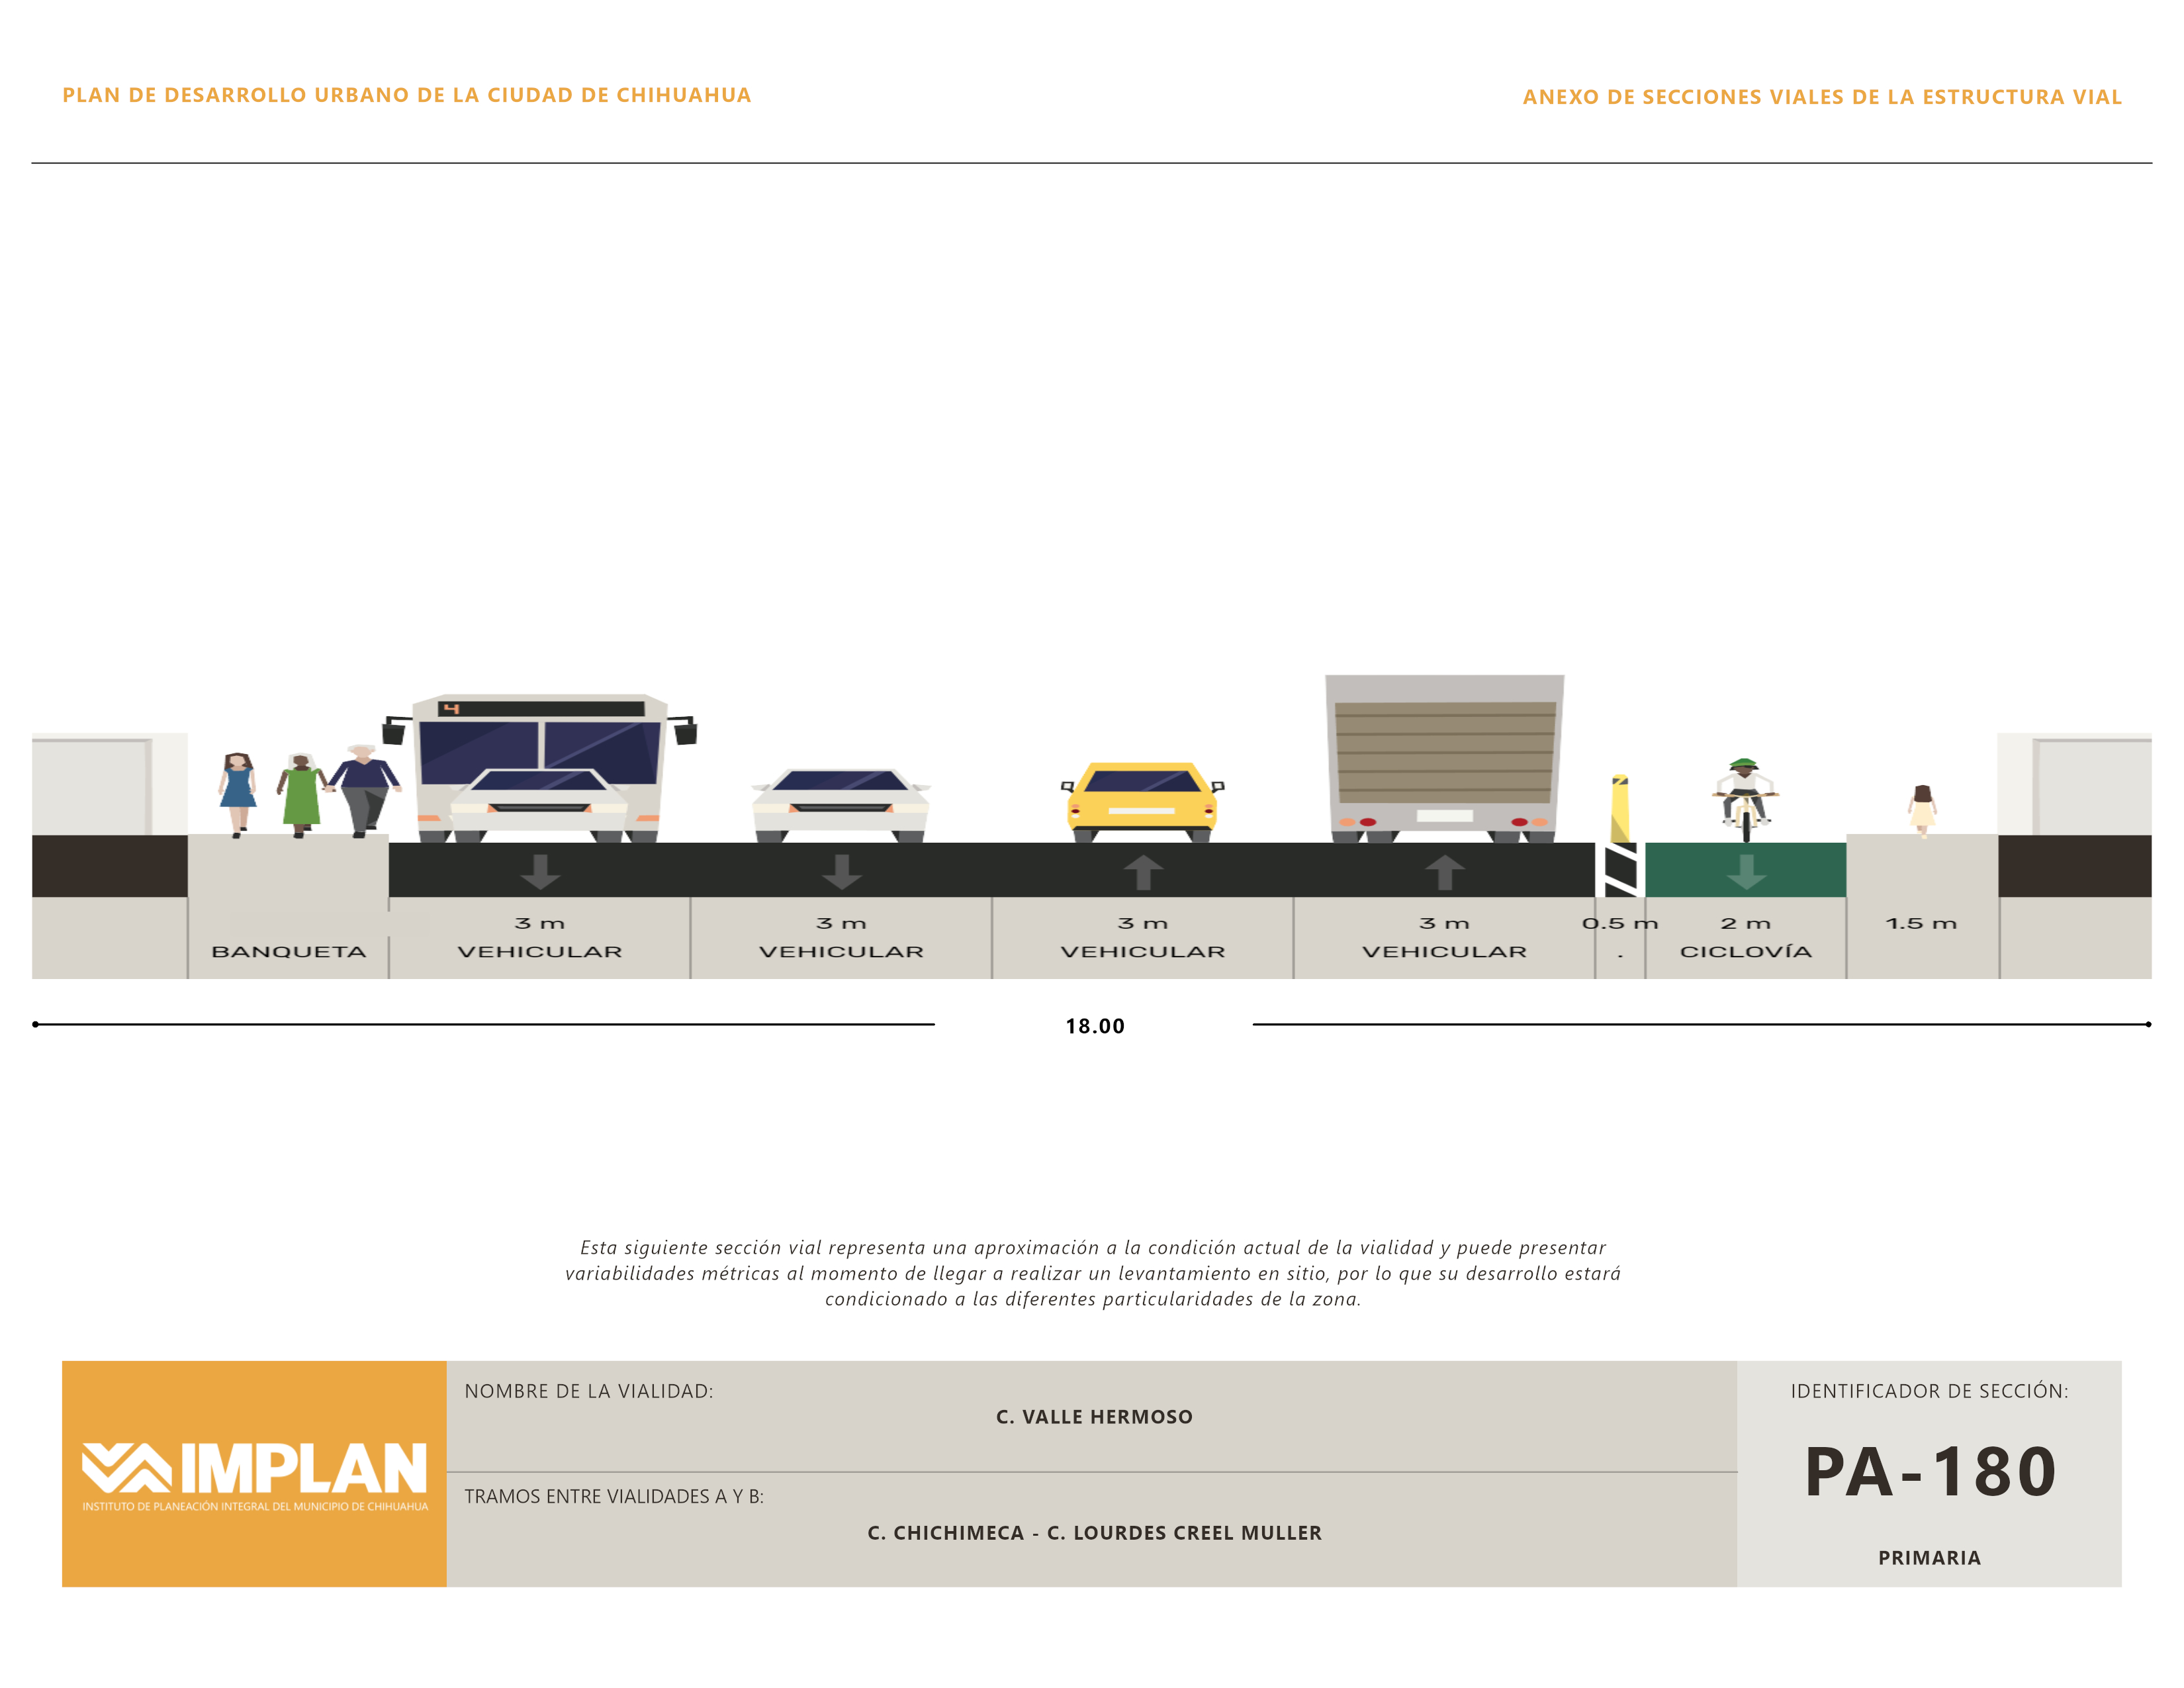 PLAN DE DESARROLLO URBANO DE LA CIUDAD DE CHIHUAHUA
ANEXO DE SECCIONES VIALES DE LA ESTRUCTURA VIAL
4
3 m
3 m
3 m
3 m
0.5 m
2 m
1.5 m
BANQUETA
VEHICULAR
VEHICULAR
VEHICULAR
VEHICULAR
.
CICLOVÍA
18.00
Esta siguiente sección vial representa una aproximación a la condición actual de la vialidad y puede presentar
variabilidades métricas al momento de llegar a realizar un levantamiento en sitio, por lo que su desarrollo estará
condicionado a las diferentes particularidades de la zona.
IMPLAN
INSTITUTO DE PLANEACIÓN INTEGRAL DEL MUNICIPIO DE CHIHUAHUA
NOMBRE DE LA VIALIDAD:
C. VALLE HERMOSO
TRAMOS ENTRE VIALIDADES A Y B:
C. CHICHIMECA - C. LOURDES CREEL MULLER
IDENTIFICADOR DE SECCIÓN:
PA-180
PRIMARIA